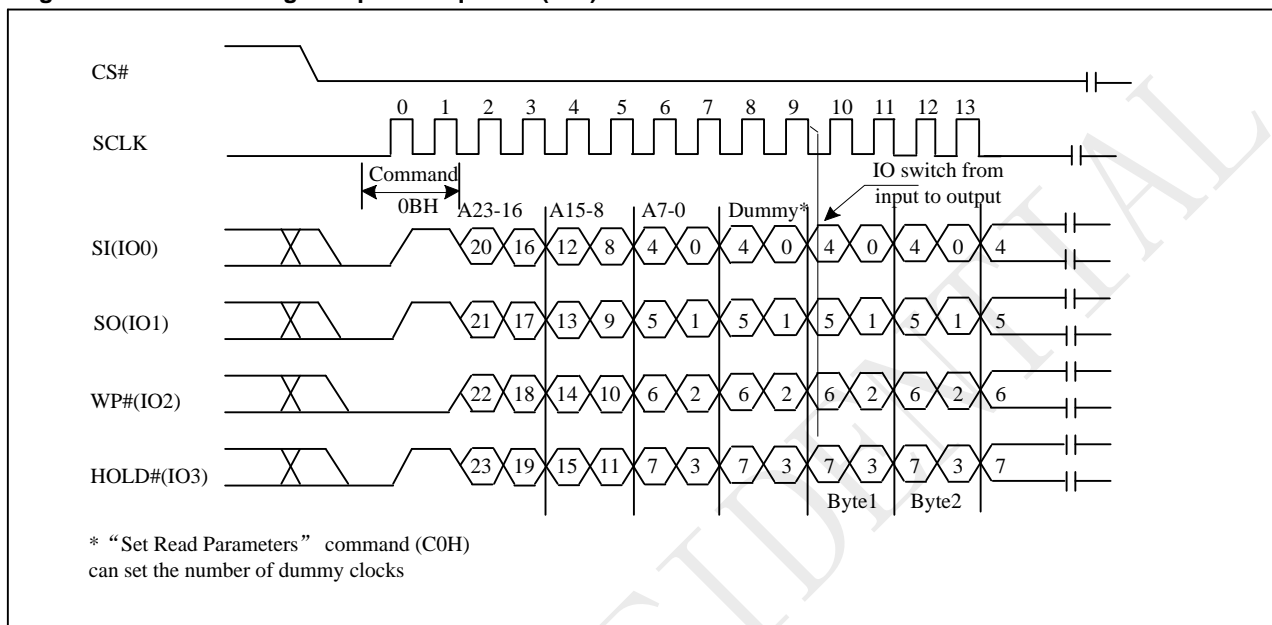 CS#
0 1 2 3 4 5 6 7 8 9 10 11 12 13
SCLK
Command
0BH
IO switch from
input to output
A23-16 A15-8 A7-0 Dummy*
SI(IO0) 20 16 12 8 4 0 4 0 4 0 4 0 4
SO(IO1) 21 17 13 9 5 1 5 1 5 1 5 1 5
WP#(IO2) 22 18 14 10 6 2 6 2 6 2 6 2 6
HOLD#(IO3) 23 19 15 11 7 3 7 3 7 3 7 3 7
Byte1 Byte2
* “Set Read Parameters” command (C0H)
can set the number of dummy clocks